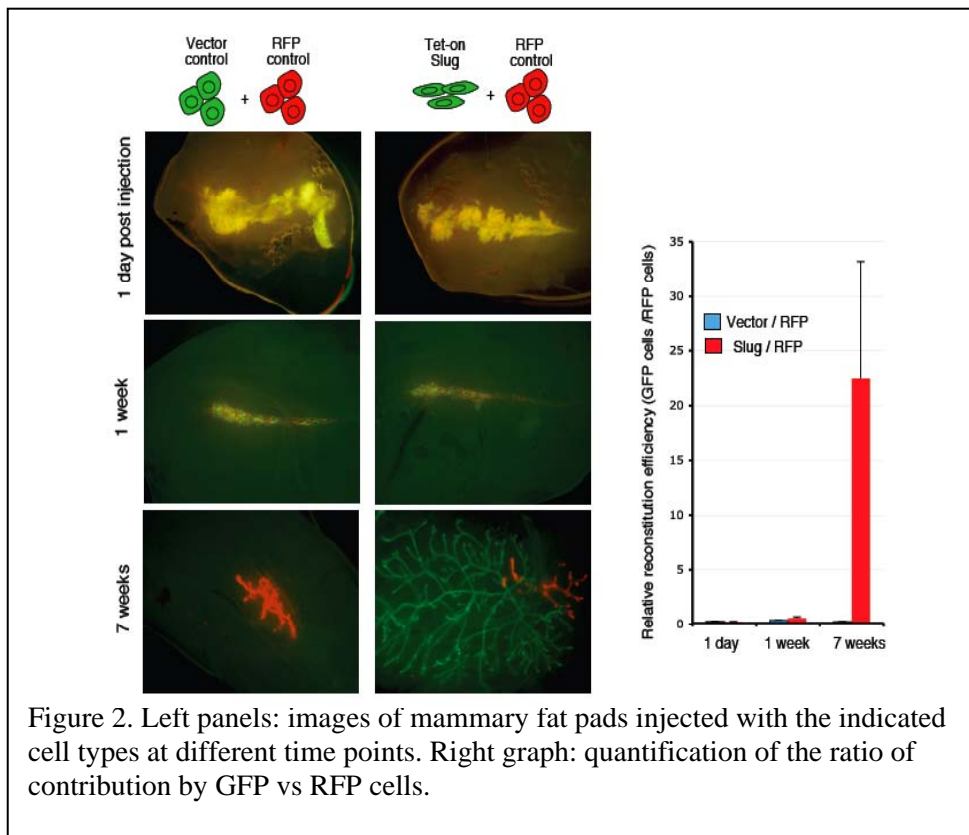 Vector
control
+
RFP
control
Tet-on
Slug
+
RFP
control
1 day post injection
1 week
7 weeks
Relative reconstitution efficiency (GFP cells /RFP cells)
35
30
25
20
15
10
5
0
Vector / RFP
Slug / RFP
1 day
1 week
7 weeks
Figure 2. Left panels: images of mammary fat pads injected with the indicated
cell types at different time points. Right graph: quantification of the ratio of
contribution by GFP vs RFP cells.